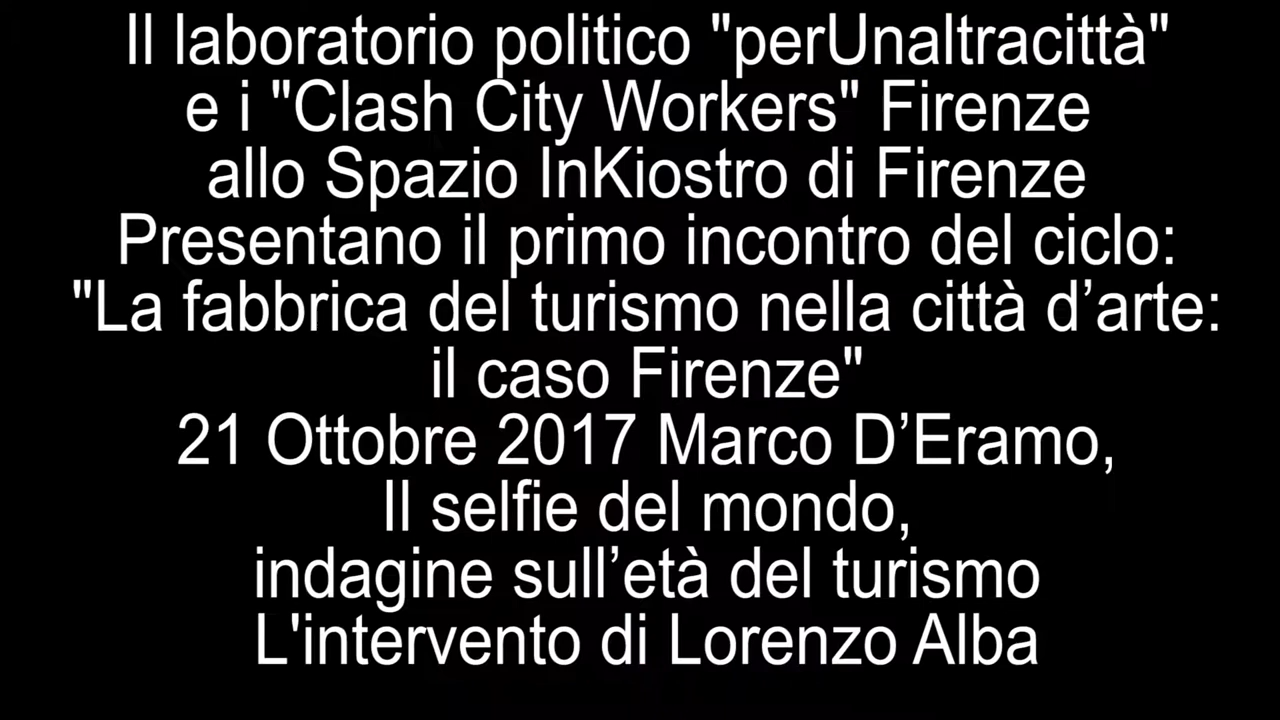 Il laboratorio politico "perUnaltracittà"
e i "Clash City Workers" Firenze
allo Spazio InKiostro di Firenze
Presentano il primo incontro del ciclo:
"La fabbrica del turismo nella città d’arte:
il caso Firenze"
21 Ottobre 2017 Marco D’Eramo,
Il selfie del mondo,
indagine sull’età del turismo
L'intervento di Lorenzo Alba